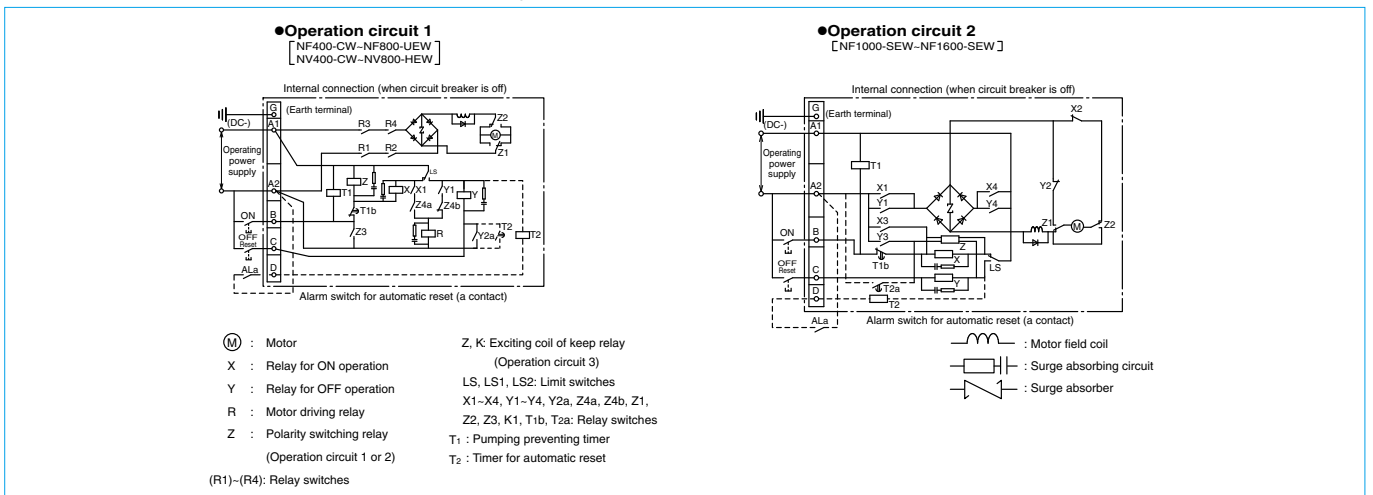 ●Operation circuit 1
NF400-CW~NF800-UEW
NV400-CW~NV800-HEW
Internal connection (when circuit breaker is off)
G
(Earth terminal)
(DC-)
A1
R3
R4
Z
Z2
M
Z1
R1
R2
Operating
power
supply
LS
A2
T1
Z
X
X1
Y1
Y
T1b
Z4a
Z4b
ON
B
Z3
R
Y2a
T2
T2
OFF
Reset
C
ALa
D
Alarm switch for automatic reset (a contact)
●Operation circuit 2
NF1000-SEW~NF1600-SEW
Internal connection (when circuit breaker is off)
X2
G
(Earth terminal)
(DC-)
A1
Operating
power
supply
T1
A2
X1
Y1
Z
X4
Y4
Y2
X3
Y3
Z1
M
Z2
ON
B
Z
T1b
X
LS
OFF
Reset
C
Y
T2a
D
T2
ALa
Alarm switch for automatic reset (a contact)
M : Motor
X : Relay for ON operation
Y : Relay for OFF operation
R : Motor driving relay
Z : Polarity switching relay
(Operation circuit 1 or 2)
(R1)~(R4): Relay switches
Z, K: Exciting coil of keep relay
(Operation circuit 3)
LS, LS1, LS2: Limit switches
X1~X4, Y1~Y4, Y2a, Z4a, Z4b, Z1,
Z2, Z3, K1, T1b, T2a: Relay switches
T1 : Pumping preventing timer
T2 : Timer for automatic reset
: Motor field coil
: Surge absorbing circuit
: Surge absorber